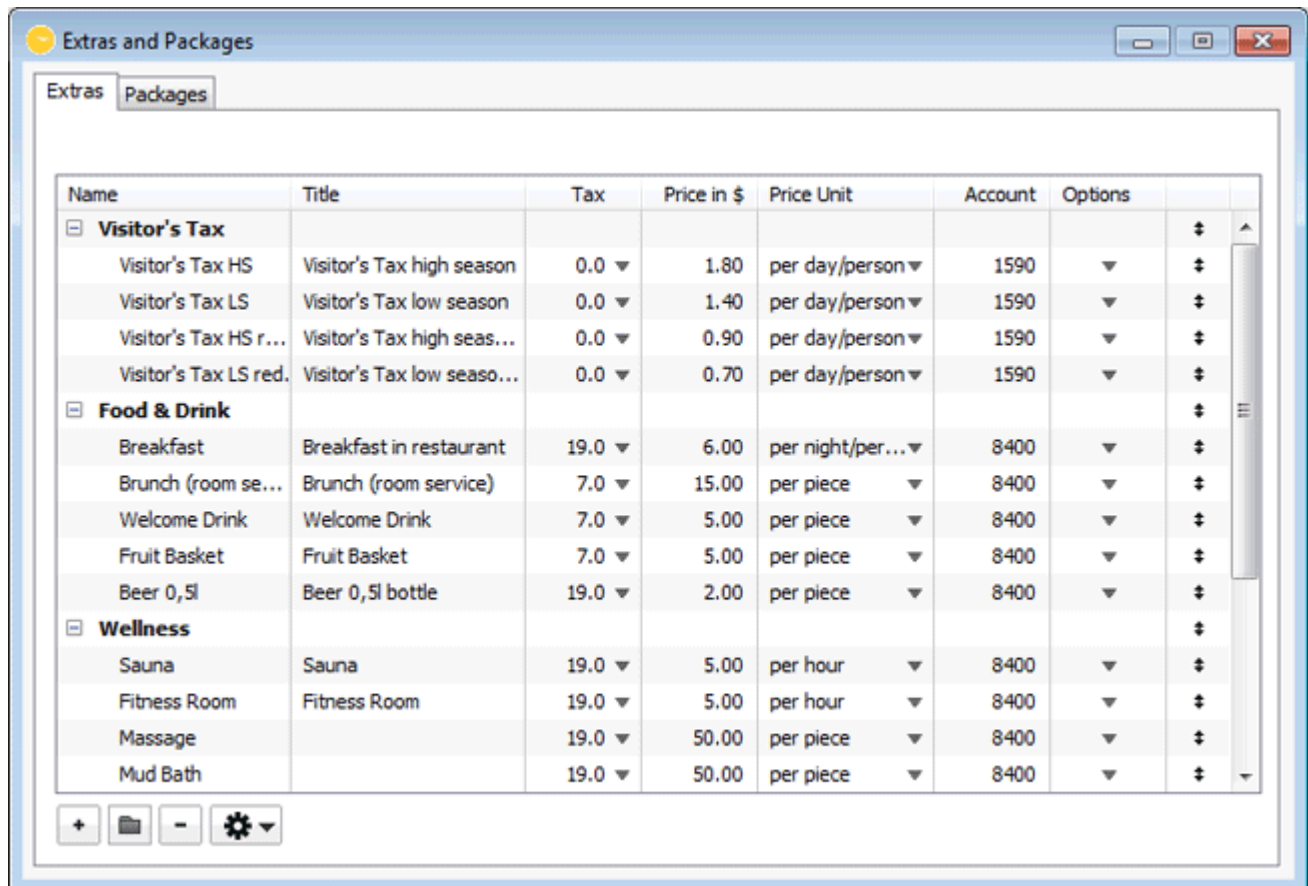 Extras and Packages
Extras Packages
Name Title Tax Price in $ Price Unit Account Options
Visitor's Tax
Visitor's Tax HS Visitor's Tax high season 0.0 1.80 per day/person 1590
Visitor's Tax LS Visitor's Tax low season 0.0 1.40 per day/person 1590
Visitor's Tax HS r... Visitor's Tax high seas... 0.0 0.90 per day/person 1590
Visitor's Tax LS red. Visitor's Tax low seaso... 0.0 0.70 per day/person 1590
Food & Drink
Breakfast Breakfast in restaurant 19.0 6.00 per night/per... 8400
Brunch (room se... Brunch (room service) 7.0 15.00 per piece 8400
Welcome Drink Welcome Drink 7.0 5.00 per piece 8400
Fruit Basket Fruit Basket 7.0 5.00 per piece 8400
Beer 0,5l Beer 0,5l bottle 19.0 2.00 per piece 8400
Wellness
Sauna Sauna 19.0 5.00 per hour 8400
Fitness Room Fitness Room 19.0 5.00 per hour 8400
Massage 19.0 50.00 per piece 8400
Mud Bath 19.0 50.00 per piece 8400